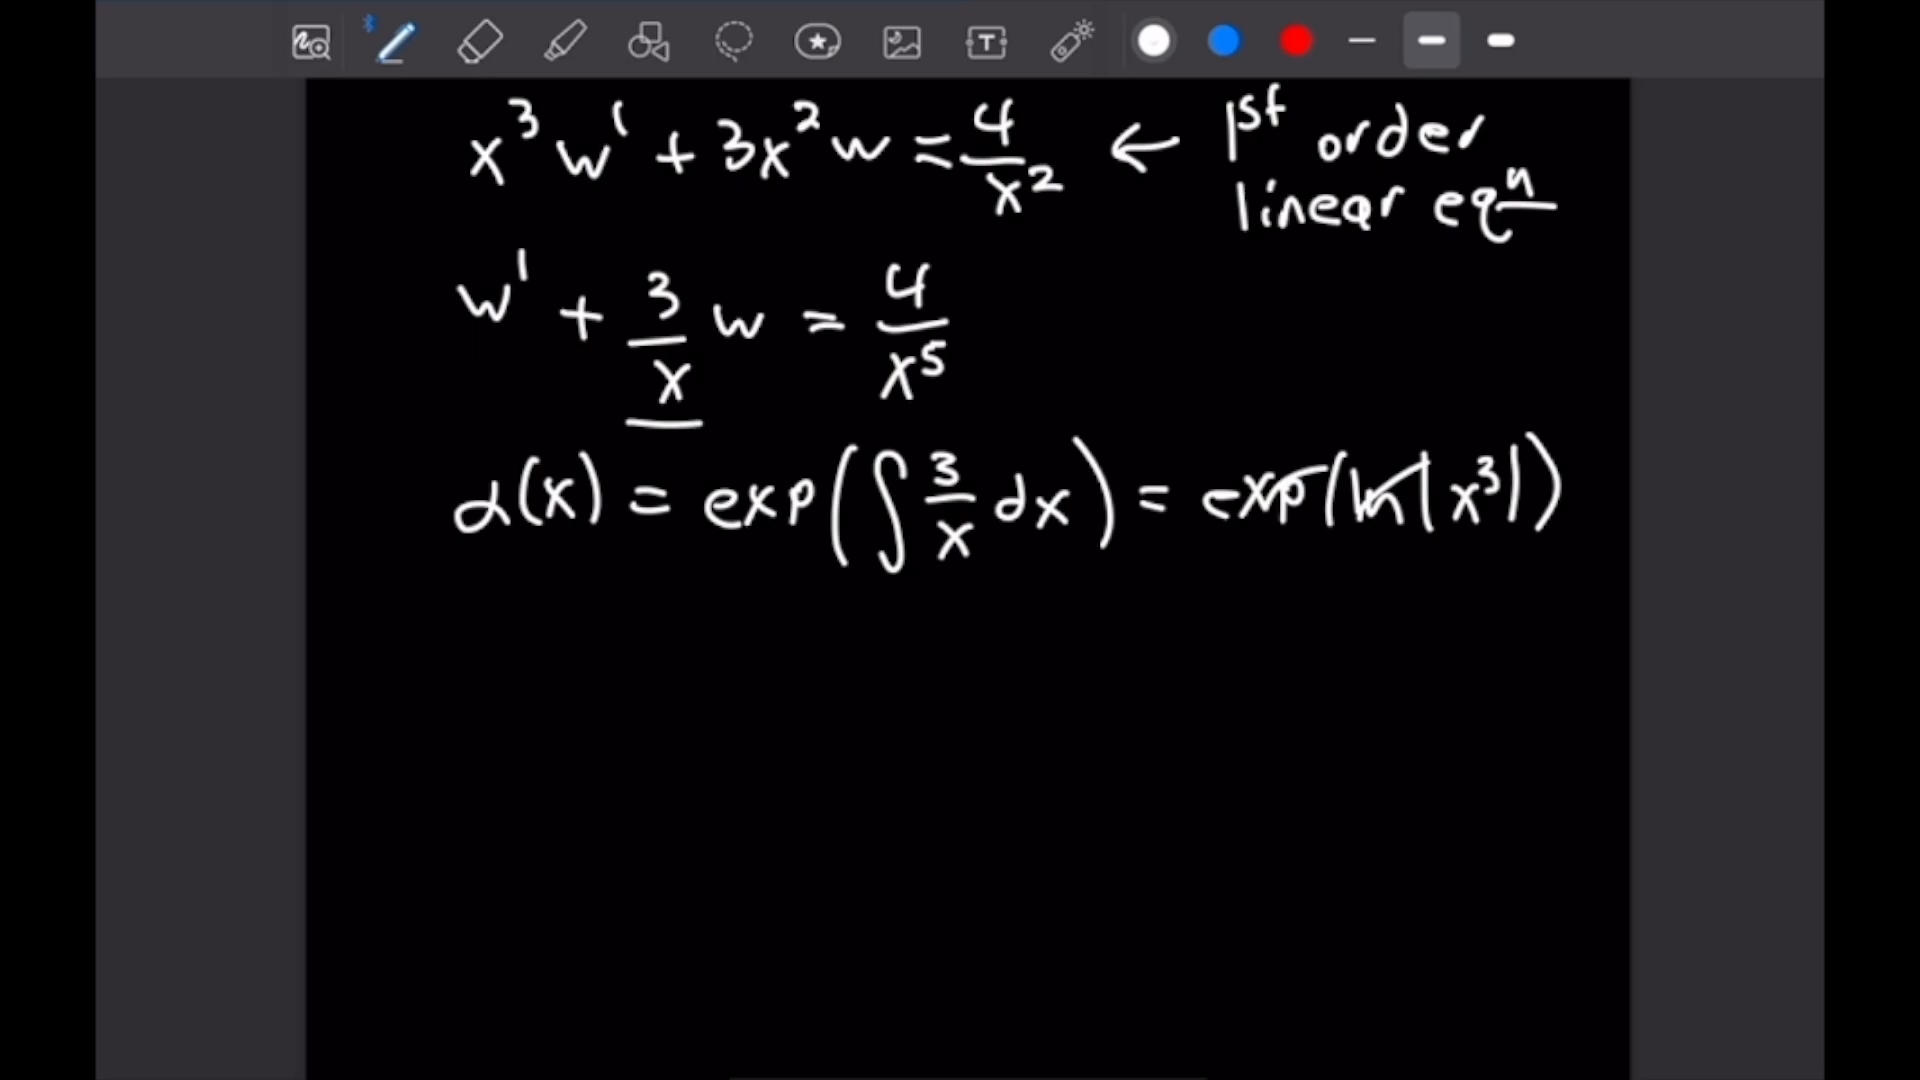 x³w' + 3x²w = 4/x² ← 1st order
linear eqn
w' + 3/x w = 4/x⁵
α(x) = exp(∫ 3/x dx) = exp(ln|x³|)